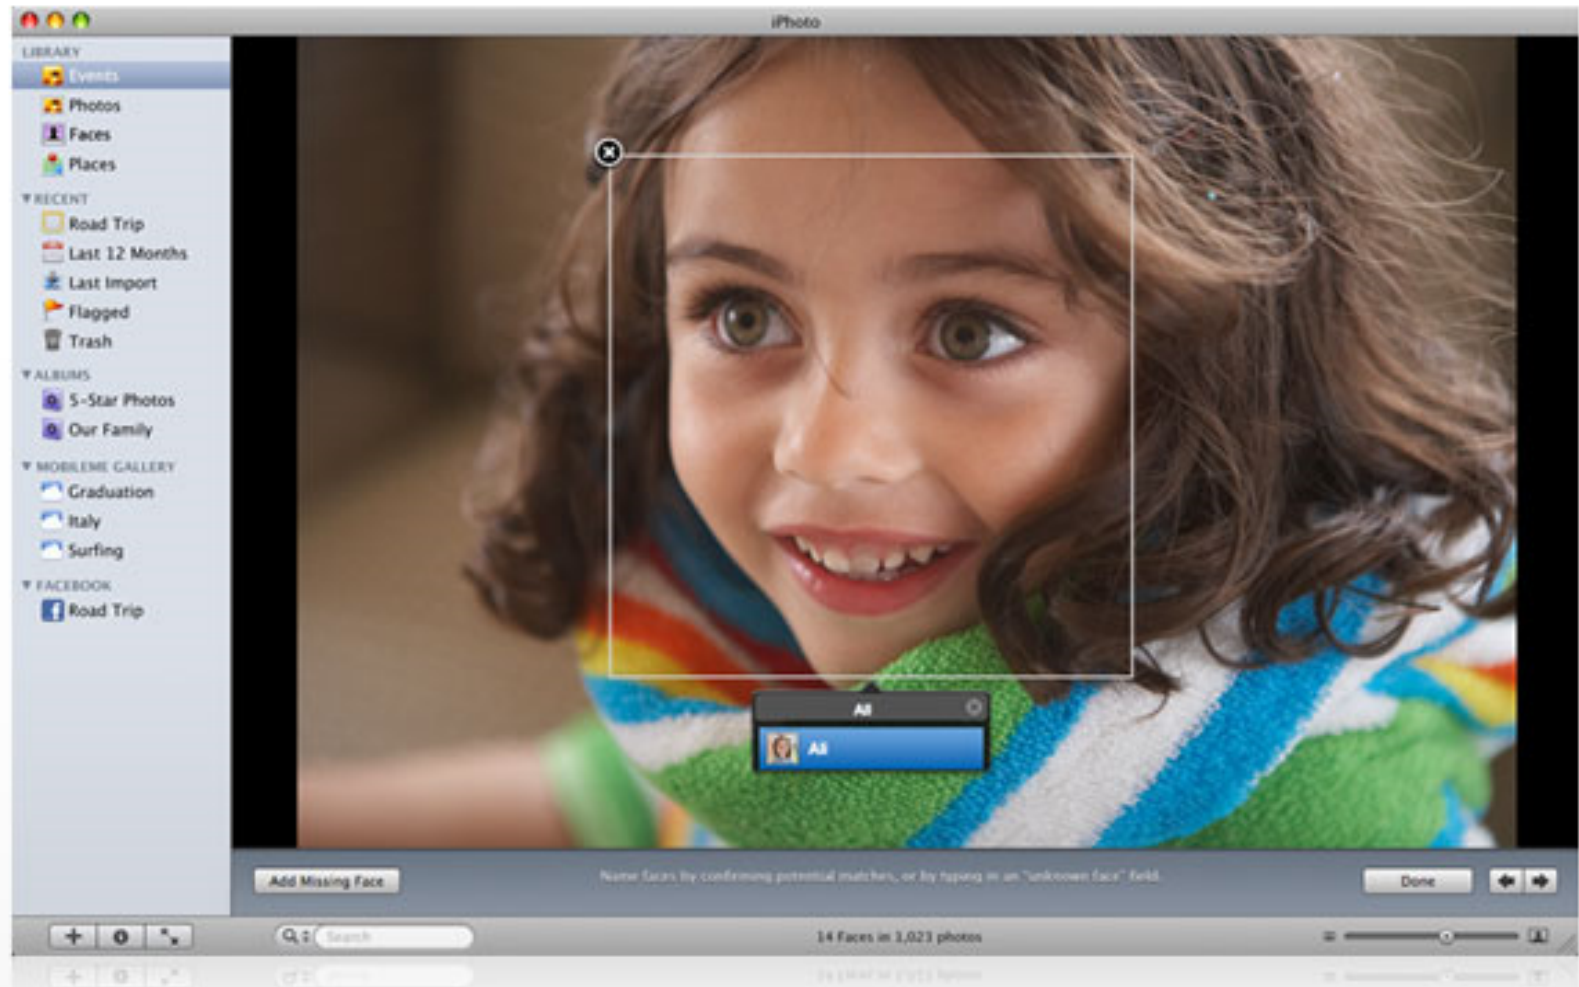 iPhoto
LIBRARY
Events
Photos
Faces
Places
RECENT
Road Trip
Last 12 Months
Last Import
Flagged
Trash
ALBUMS
5-Star Photos
Our Family
MOBILEME GALLERY
Graduation
Italy
Surfing
FACEBOOK
Road Trip
Ali
Ali
Add Missing Face
Name faces by confirming potential matches, or by typing in an "unknown face" field.
Done
Search
14 Faces in 1,023 photos